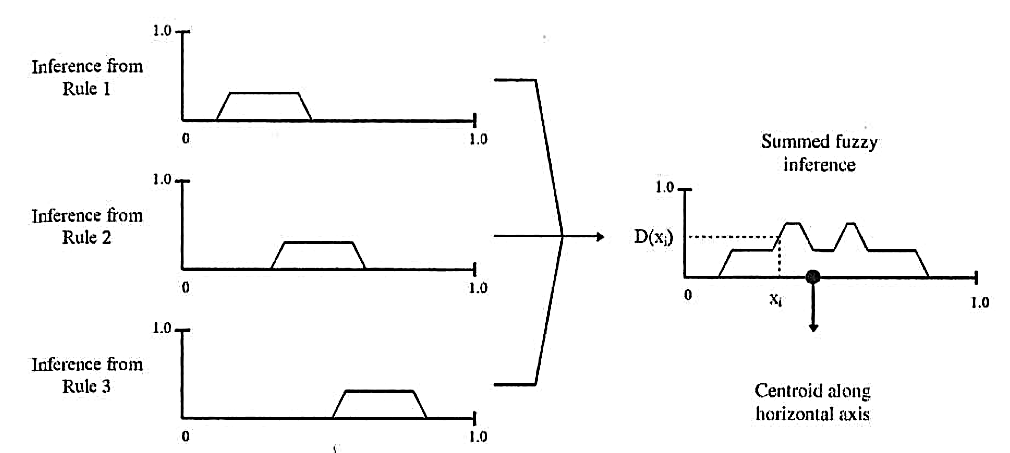 1.0
Inference from
Rule 1
0
1.0
1.0
Inference from
Rule 2
0
1.0
1.0
Inference from
Rule 3
0
1.0
Summed fuzzy
inference
1.0
D(xᵢ)
0
xᵢ
1.0
Centroid along
horizontal axis